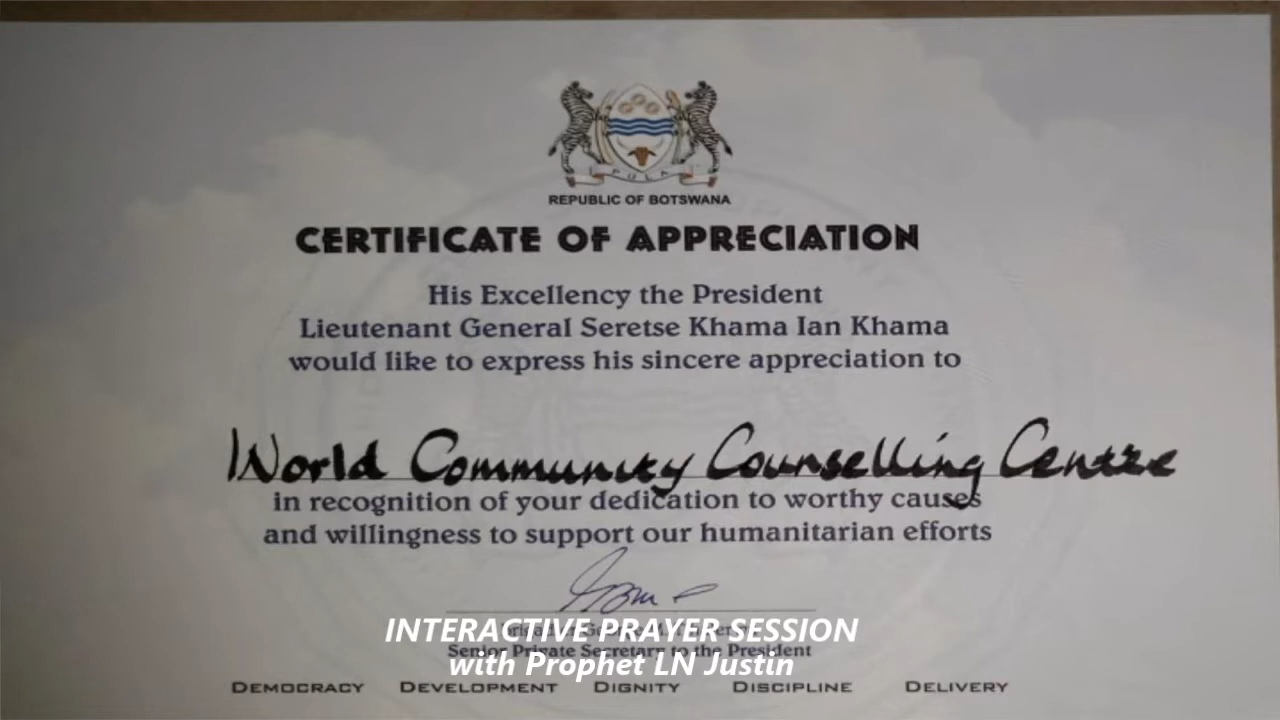 PULA
REPUBLIC OF BOTSWANA
CERTIFICATE OF APPRECIATION
His Excellency the President
Lieutenant General Seretse Khama Ian Khama
would like to express his sincere appreciation to
World Community Counselling Centre
in recognition of your dedication to worthy causes
and willingness to support our humanitarian efforts
INTERACTIVE PRAYER SESSION
Senior Private Secretary to the President
with Prophet LN Justin
DEMOCRACY DEVELOPMENT DIGNITY DISCIPLINE DELIVERY